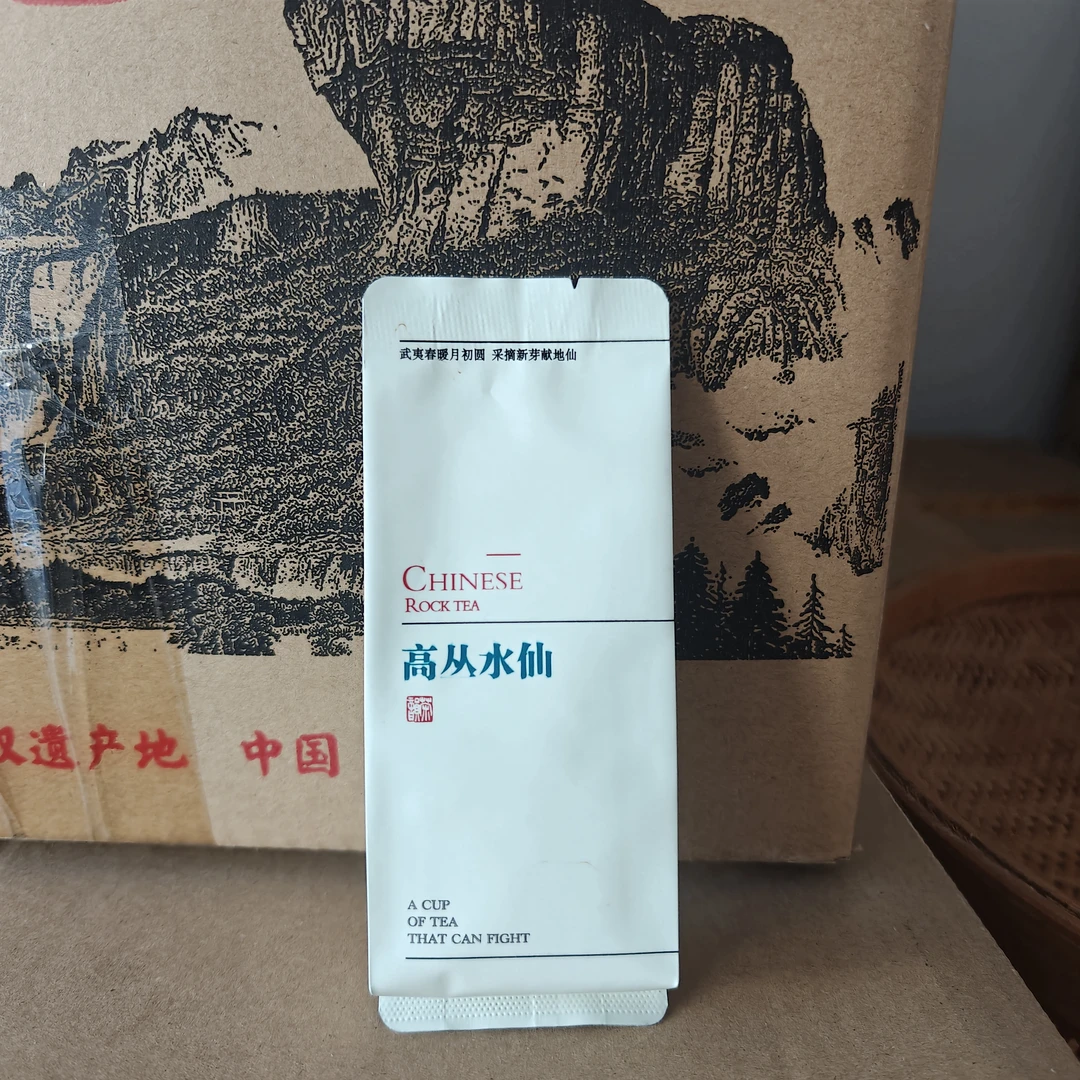 武夷春暖月初圆 采摘新芽献地仙
CHINESE
ROCK TEA
高从水仙
A CUP
OF TEA
THAT CAN FIGHT
双遗产地 中国